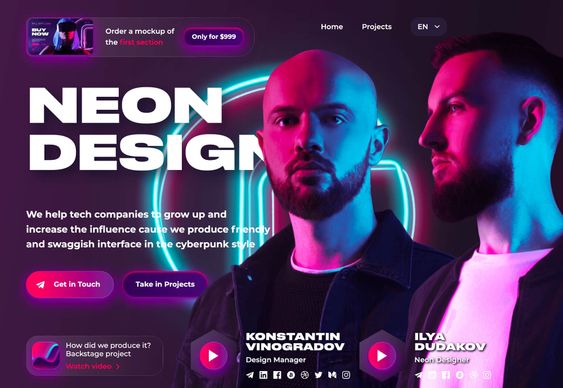 BUY
NOW
Order a mockup of
the first section
Only for $999
Home
Projects
EN
NEON
DESIGN
We help tech companies to grow up and
increase the influence cause we produce friendly
and swaggish interface in the cyberpunk style
Get in Touch
Take in Projects
How did we produce it?
Backstage project
Watch video
KONSTANTIN
VINOGRADOV
Design Manager
ILYA
DUDAKOV
Neon Designer